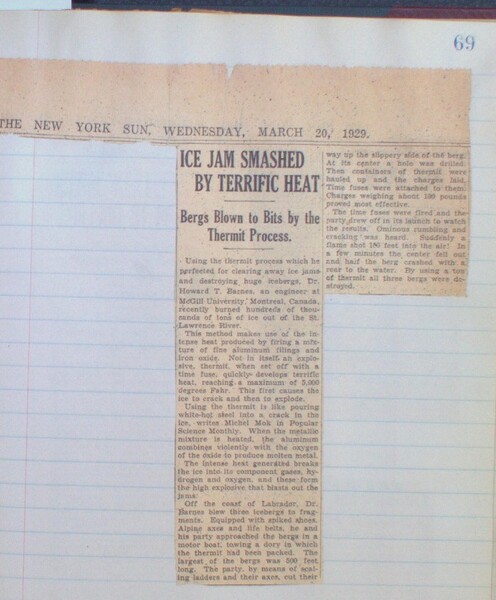 69
THE NEW YORK SUN, WEDNESDAY, MARCH 20, 1929.
ICE JAM SMASHED
BY TERRIFIC HEAT
Bergs Blown to Bits by the
Thermit Process.
Using the thermit process which he
perfected for clearing away ice jams
and destroying huge icebergs, Dr.
Howard T. Barnes, an engineer at
McGill University, Montreal, Canada,
recently burned hundreds of thou-
sands of tons of ice out of the St.
Lawrence River.
This method makes use of the in-
tense heat produced by firing a mix-
ture of fine aluminum filings and
iron oxide. Not in itself an explo-
sive, thermit, when set off with a
time fuse, quickly develops terrific
heat, reaching a maximum of 5,000
degrees Fahr. This first causes the
ice to crack and then to explode.
Using the thermit is like pouring
white-hot steel into a crack in the
ice, writes Michel Mok in Popular
Science Monthly. When the metallic
mixture is heated, the aluminum
combines violently with the oxygen
of the oxide to produce molten metal.
The intense heat generated breaks
the ice into its component gases, hy-
drogen and oxygen, and these form
the high explosive that blasts out the
jams.
Off the coast of Labrador, Dr.
Barnes blew three icebergs to frag-
ments. Equipped with spiked shoes,
Alpine axes and life belts, he and
his party approached the bergs in a
motor boat, towing a dory in which
the thermit had been packed. The
largest of the bergs was 500 feet
long. The party, by means of scal-
ing ladders and their axes, cut their
way up the slippery side of the berg.
At its center a hole was drilled.
Then containers of thermit were
hauled up and the charges laid.
Time fuses were attached to them.
Charges weighing about 100 pounds
proved most effective.
The time fuses were fired and the
party drew off in its launch to watch
the results. Ominous rumbling and
cracking was heard. Suddenly a
flame shot 180 feet into the air! In
a few moments the center fell out
and half the berg crashed with a
roar to the water. By using a ton
of thermit all three bergs were de-
stroyed.